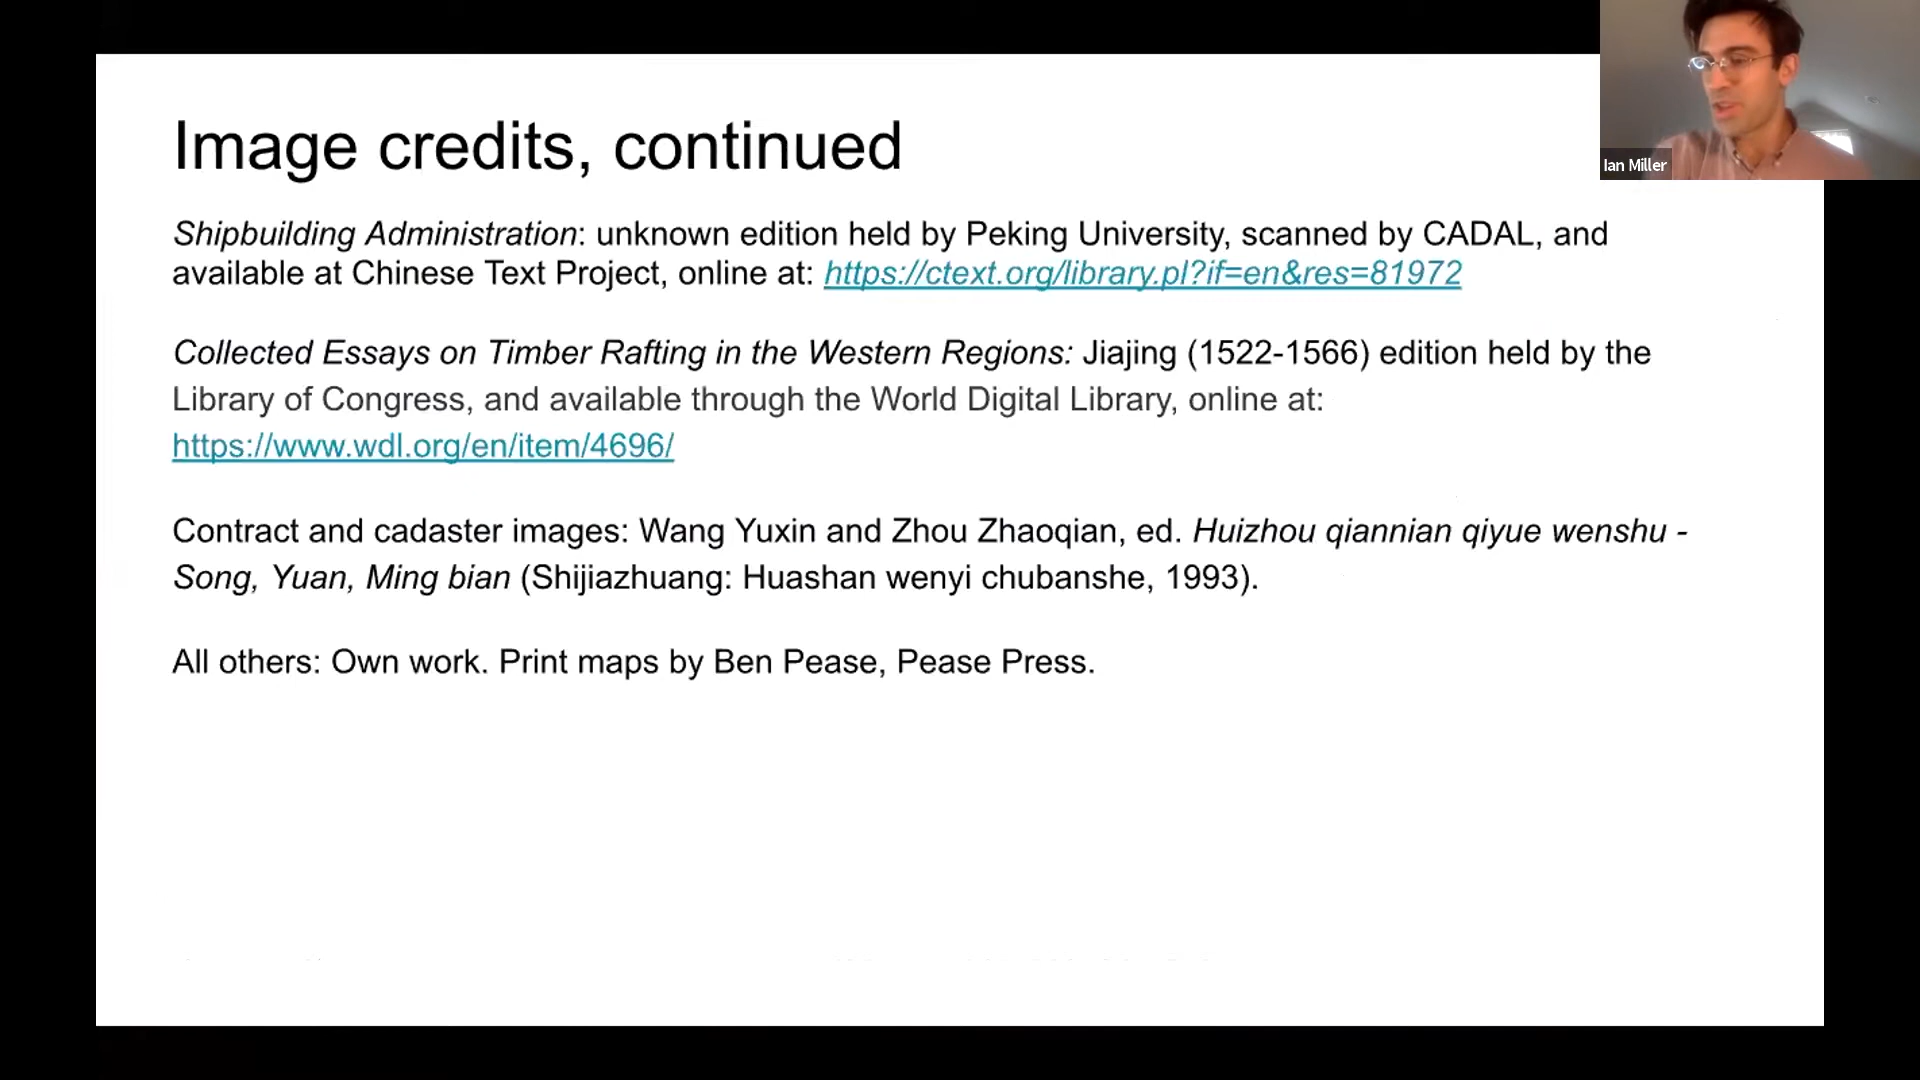 Image credits, continued
Ian Miller
Shipbuilding Administration: unknown edition held by Peking University, scanned by CADAL, and
available at Chinese Text Project, online at: https://ctext.org/library.pl?if=en&res=81972
Collected Essays on Timber Rafting in the Western Regions: Jiajing (1522-1566) edition held by the
Library of Congress, and available through the World Digital Library, online at:
https://www.wdl.org/en/item/4696/
Contract and cadaster images: Wang Yuxin and Zhou Zhaoqian, ed. Huizhou qiannian qiyue wenshu -
Song, Yuan, Ming bian (Shijiazhuang: Huashan wenyi chubanshe, 1993).
All others: Own work. Print maps by Ben Pease, Pease Press.